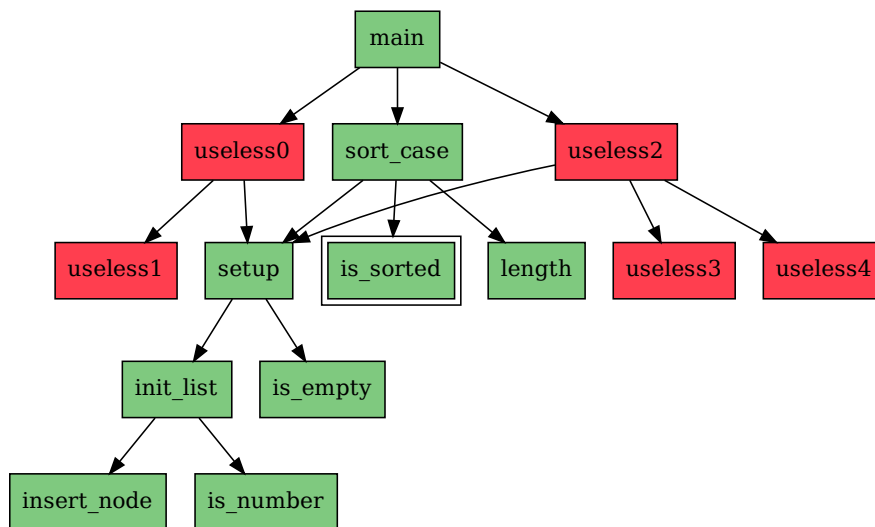 main
useless0
sort_case
useless2
useless1
setup
is_sorted
length
useless3
useless4
init_list
is_empty
insert_node
is_number